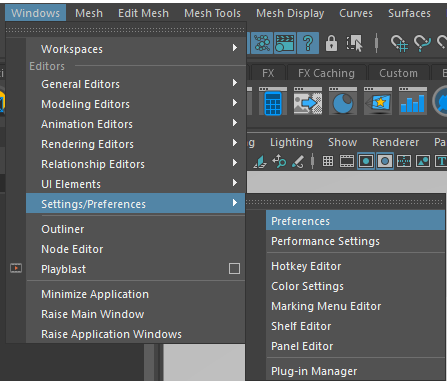 Windows Mesh Edit Mesh Mesh Tools Mesh Display Curves Surfaces
Workspaces
Editors
General Editors
Modeling Editors
Animation Editors
Rendering Editors
Relationship Editors
UI Elements
Settings/Preferences
Outliner
Node Editor
Playblast
Minimize Application
Raise Main Window
Raise Application Windows
FX FX Caching Custom
Lighting Show Renderer Panels
Preferences
Performance Settings
Hotkey Editor
Color Settings
Marking Menu Editor
Shelf Editor
Panel Editor
Plug-in Manager